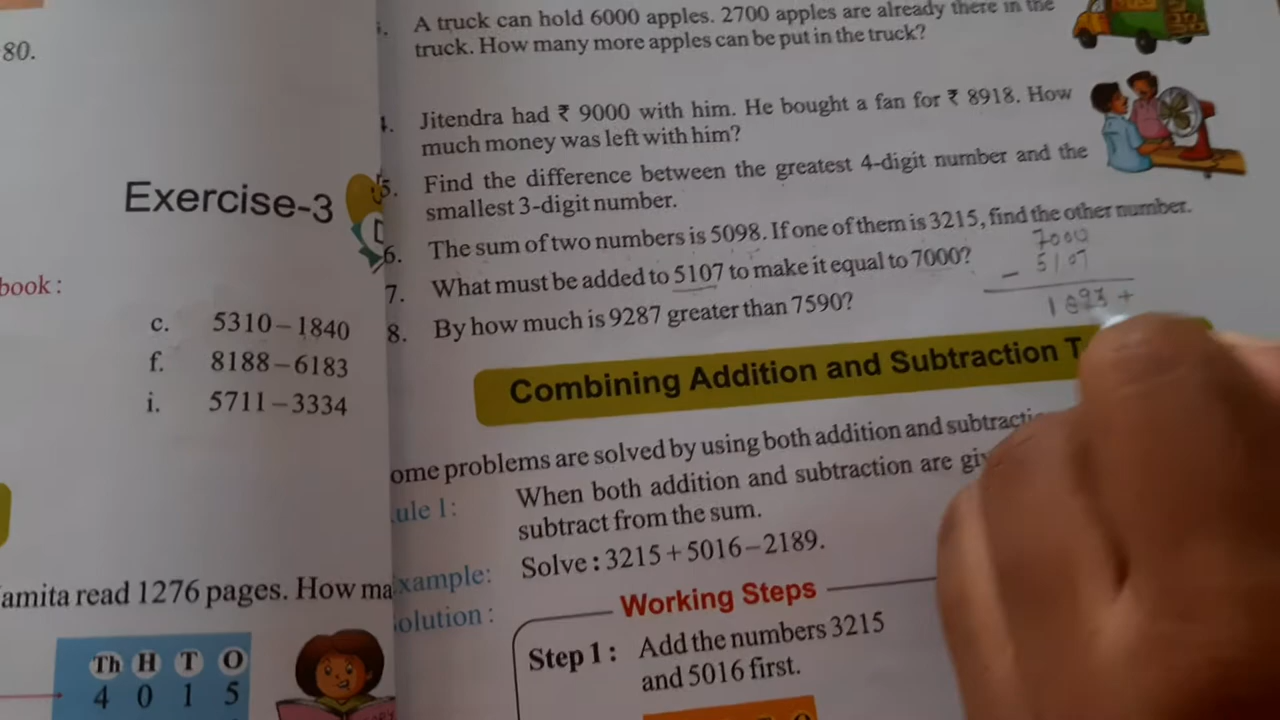 80.
Exercise-3
book:
c. 5310–1840
f. 8188–6183
i. 5711–3334
amita read 1276 pages. How ma
Th H T O
4 0 1 5
A truck can hold 6000 apples. 2700 apples are already there in the
truck. How many more apples can be put in the truck?
4. Jitendra had ₹ 9000 with him. He bought a fan for ₹ 8918. How
much money was left with him?
5. Find the difference between the greatest 4-digit number and the
smallest 3-digit number.
6. The sum of two numbers is 5098. If one of them is 3215, find the other number.
7. What must be added to 5107 to make it equal to 7000?
8. By how much is 9287 greater than 7590?
7000
– 5107
1893 +
Combining Addition and Subtraction T
ome problems are solved by using both addition and subtracti
ule 1: When both addition and subtraction are gi
subtract from the sum.
xample: Solve : 3215 + 5016 – 2189.
olution :
Working Steps
Step 1 : Add the numbers 3215
and 5016 first.
O